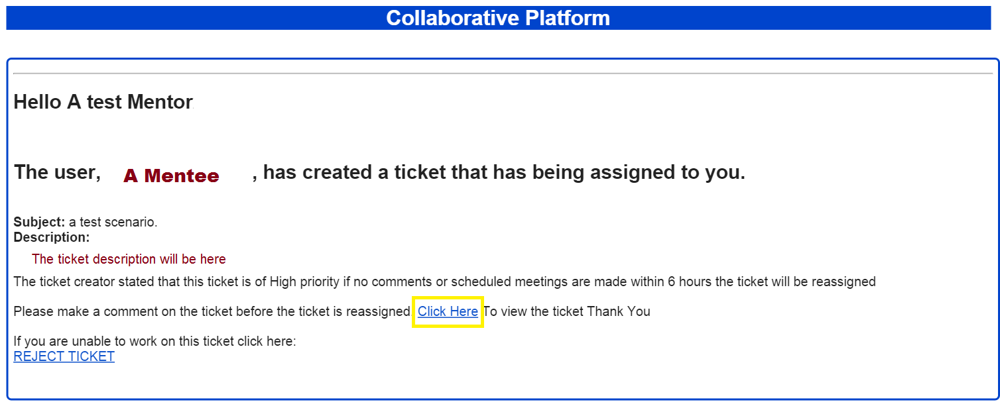 Collaborative Platform
Hello A test Mentor
The user, A Mentee , has created a ticket that has being assigned to you.
Subject: a test scenario.
Description:
The ticket description will be here
The ticket creator stated that this ticket is of High priority if no comments or scheduled meetings are made within 6 hours the ticket will be reassigned
Please make a comment on the ticket before the ticket is reassigned. Click Here To view the ticket Thank You
If you are unable to work on this ticket click here:
REJECT TICKET